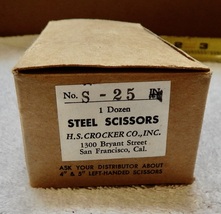 No. S - 25
1 Dozen
STEEL SCISSORS
H.S. CROCKER CO., INC.
1300 Bryant Street
San Francisco, Cal.
ASK YOUR DISTRIBUTOR ABOUT
4" & 5" LEFT-HANDED SCISSORS